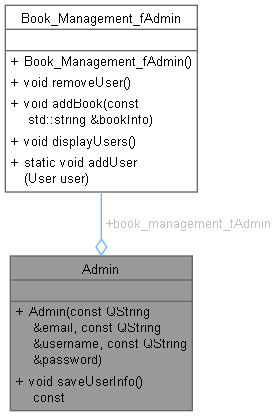 Book_Management_fAdmin
+ Book_Management_fAdmin()
+ void removeUser()
+ void addBook(const
std::string &bookInfo)
+ void displayUsers()
+ static void addUser
(User user)
+book_management_fAdmin
Admin
+ Admin(const QString
&email, const QString
&username, const QString
&password)
+ void saveUserInfo()
const